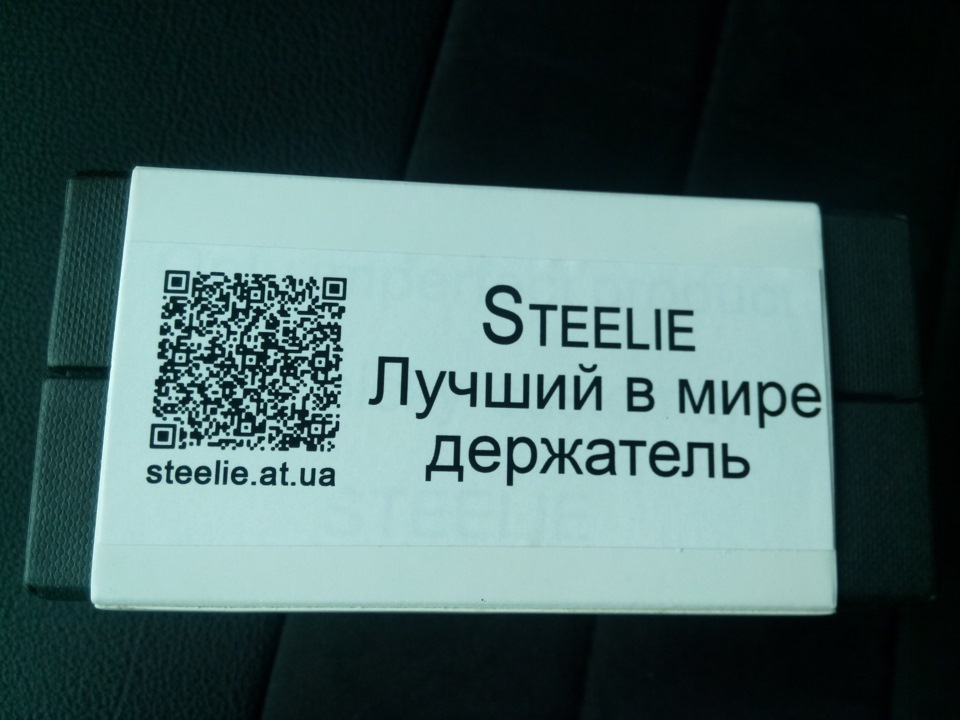 STEELIE
Лучший в мире
держатель
steelie.at.ua